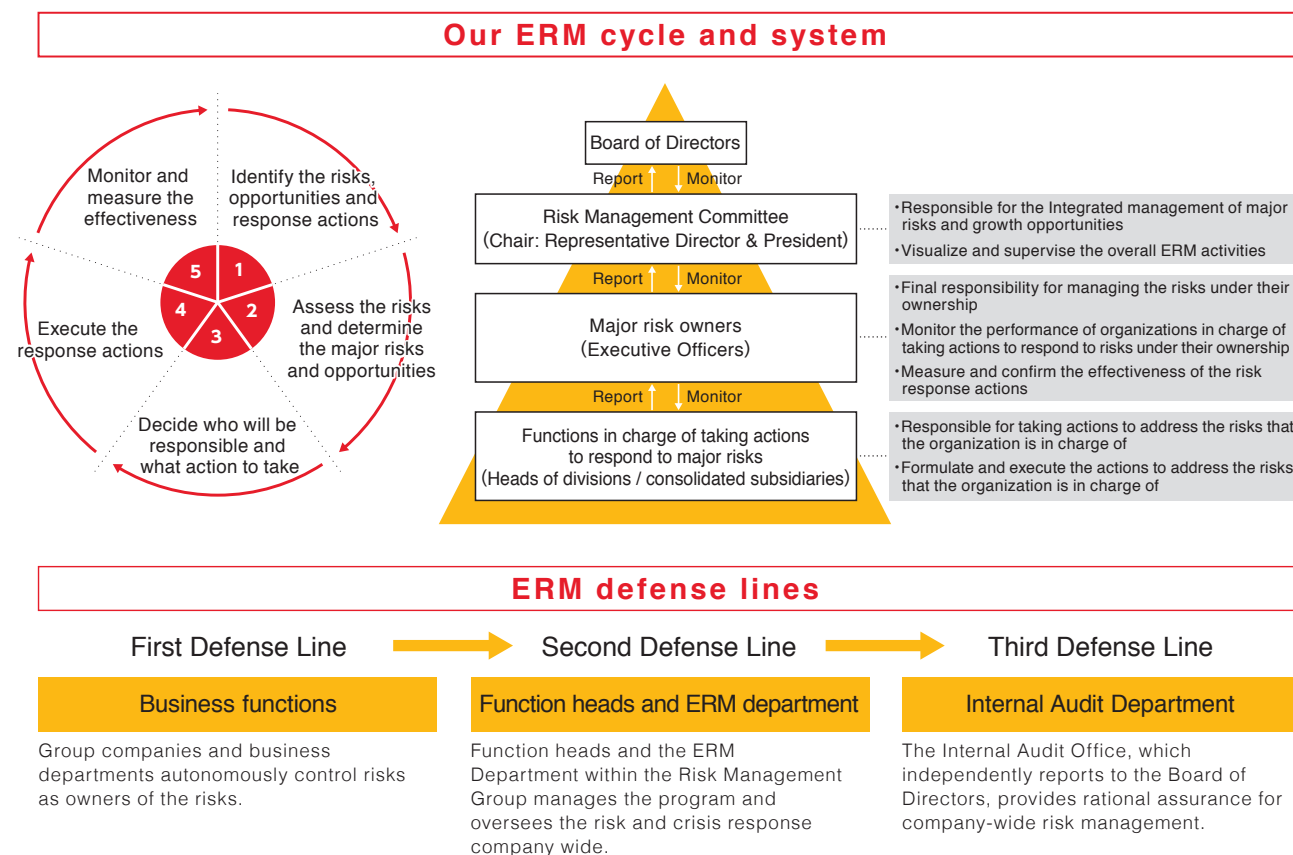 Our ERM cycle and system
Monitor and
measure the
effectiveness
Identify the risks,
opportunities and
response actions
5
1
4
2
3
Execute the
response actions
Assess the risks
and determine
the major risks
and opportunities
Decide who will be
responsible and
what action to take
Board of Directors
Report
Monitor
Risk Management Committee
(Chair: Representative Director & President)
・Responsible for the Integrated management of major
risks and growth opportunities
・Visualize and supervise the overall ERM activities
Report
Monitor
Major risk owners
(Executive Officers)
・Final responsibility for managing the risks under their
ownership
・Monitor the performance of organizations in charge of
taking actions to respond to risks under their ownership
・Measure and confirm the effectiveness of the risk
response actions
Report
Monitor
Functions in charge of taking actions
to respond to major risks
(Heads of divisions / consolidated subsidiaries)
・Responsible for taking actions to address the risks that
the organization is in charge of
・Formulate and execute the actions to address the risks
that the organization is in charge of
ERM defense lines
First Defense Line
Second Defense Line
Third Defense Line
Business functions
Function heads and ERM department
Internal Audit Department
Group companies and business
departments autonomously control risks
as owners of the risks.
Function heads and the ERM
Department within the Risk Management
Group manages the program and
oversees the risk and crisis response
company wide.
The Internal Audit Office, which
independently reports to the Board of
Directors, provides rational assurance for
company-wide risk management.